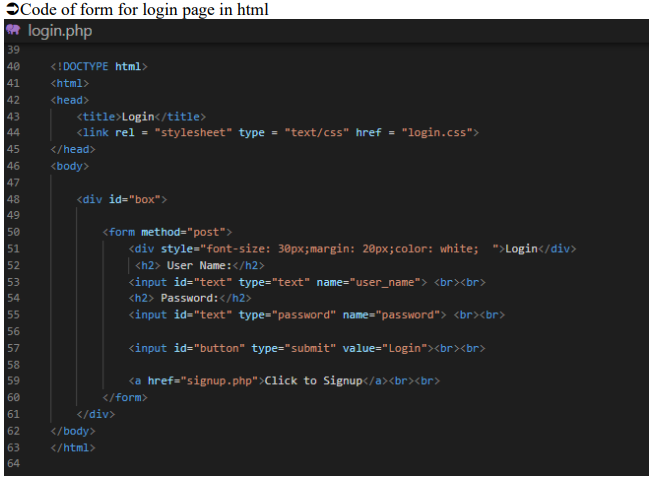 ➲Code of form for login page in html
login.php
39
40 <!DOCTYPE html>
41 <html>
42 <head>
43 <title>Login</title>
44 <link rel = "stylesheet" type = "text/css" href = "login.css">
45 </head>
46 <body>
47
48 <div id="box">
49
50 <form method="post">
51 <div style="font-size: 30px;margin: 20px;color: white;  ">Login</div>
52 <h2> User Name:</h2>
53 <input id="text" type="text" name="user_name"> <br><br>
54 <h2> Password:</h2>
55 <input id="text" type="password" name="password"> <br><br>
56
57 <input id="button" type="submit" value="Login"><br><br>
58
59 <a href="signup.php">Click to Signup</a><br><br>
60 </form>
61 </div>
62 </body>
63 </html>
64